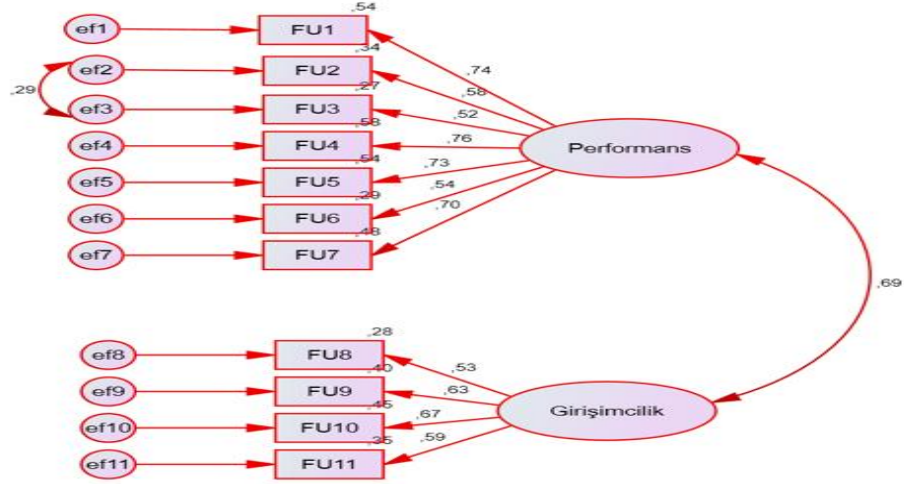 ,54
ef1 FU1
,74
,34
ef2 FU2
,58
,29
,27
ef3 FU3
,52
,58
ef4 FU4
,76
Performans
,54
ef5 FU5
,73
,29
ef6 FU6
,54
,48
ef7 FU7
,70
,69
,28
ef8 FU8
,53
,40
ef9 FU9
,63
Girişimcilik
,45
ef10 FU10
,67
,35
ef11 FU11
,59